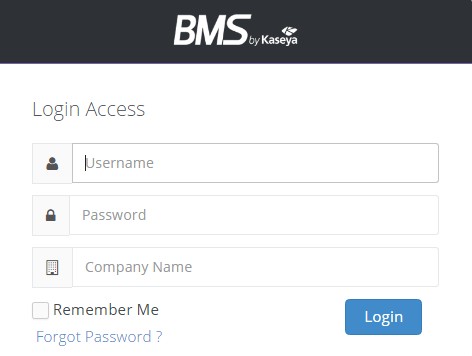 BMS by Kaseya
Login Access
Username
Password
Company Name
Remember Me
Login
Forgot Password ?